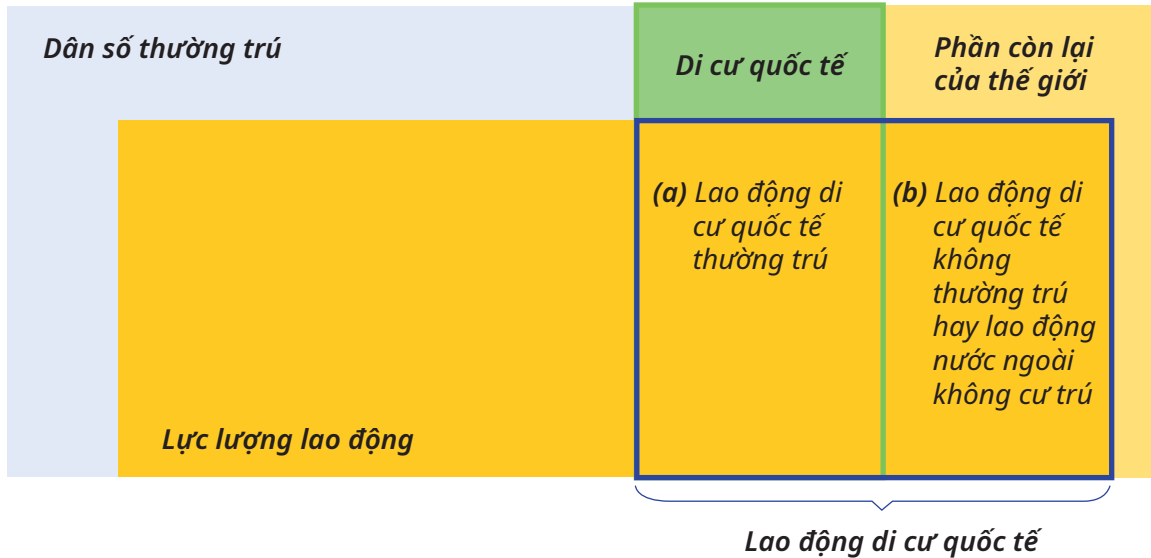 Dân số thường trú
Di cư quốc tế
Phần còn lại
của thế giới
(a) Lao động di
cư quốc tế
thường trú
(b) Lao động di
cư quốc tế
không
thường trú
hay lao động
nước ngoài
không cư trú
Lực lượng lao động
Lao động di cư quốc tế